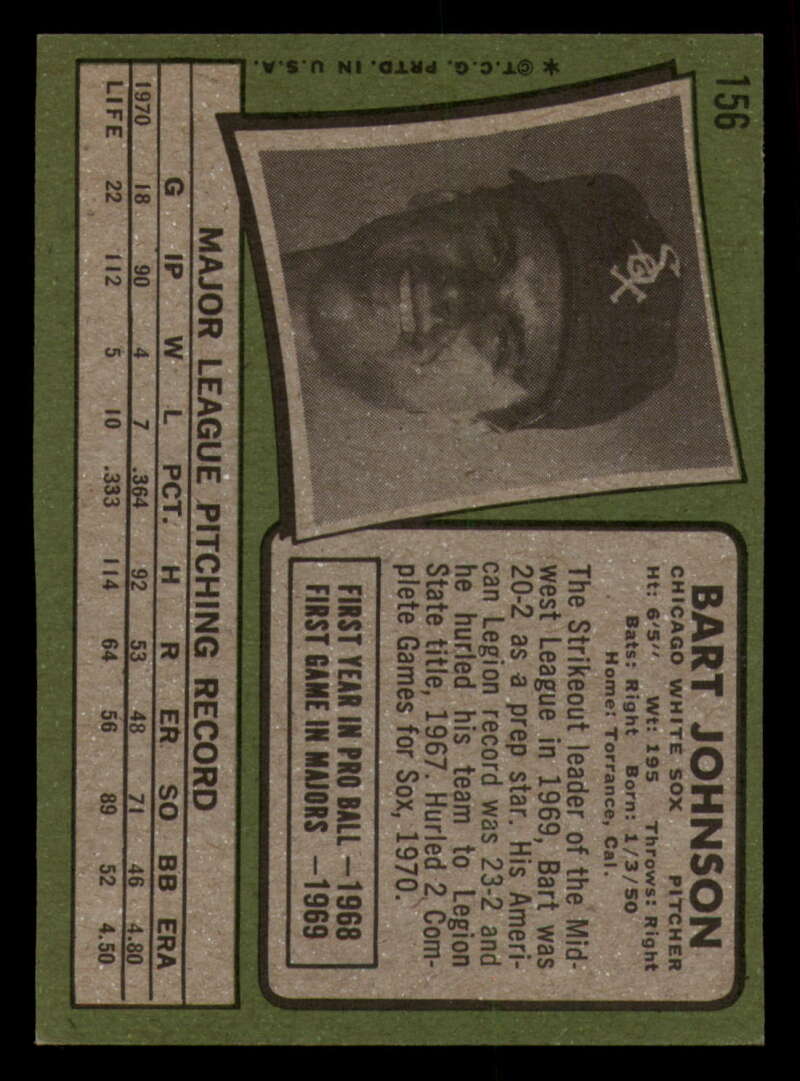 156
BART JOHNSON
CHICAGO WHITE SOX PITCHER
Ht: 6'5" Wt: 195 Throws: Right
Bats: Right Born: 1/3/50
Home: Torrance, Cal.
The Strikeout leader of the Mid-
west League in 1969, Bart was
20-2 as a prep star. His Ameri-
can Legion record was 23-2 and
he hurled his team to Legion
State title, 1967. Hurled 2 Com-
plete Games for Sox, 1970.
FIRST YEAR IN PRO BALL —1968
FIRST GAME IN MAJORS —1969
SOX
MAJOR LEAGUE PITCHING RECORD
G IP W L PCT. H R ER SO BB ERA
1970 18 90 4 7 .364 92 53 48 71 46 4.80
LIFE 22 112 5 10 .333 114 64 56 89 52 4.50
✶©T.C.G. PRTD. IN U.S.A.